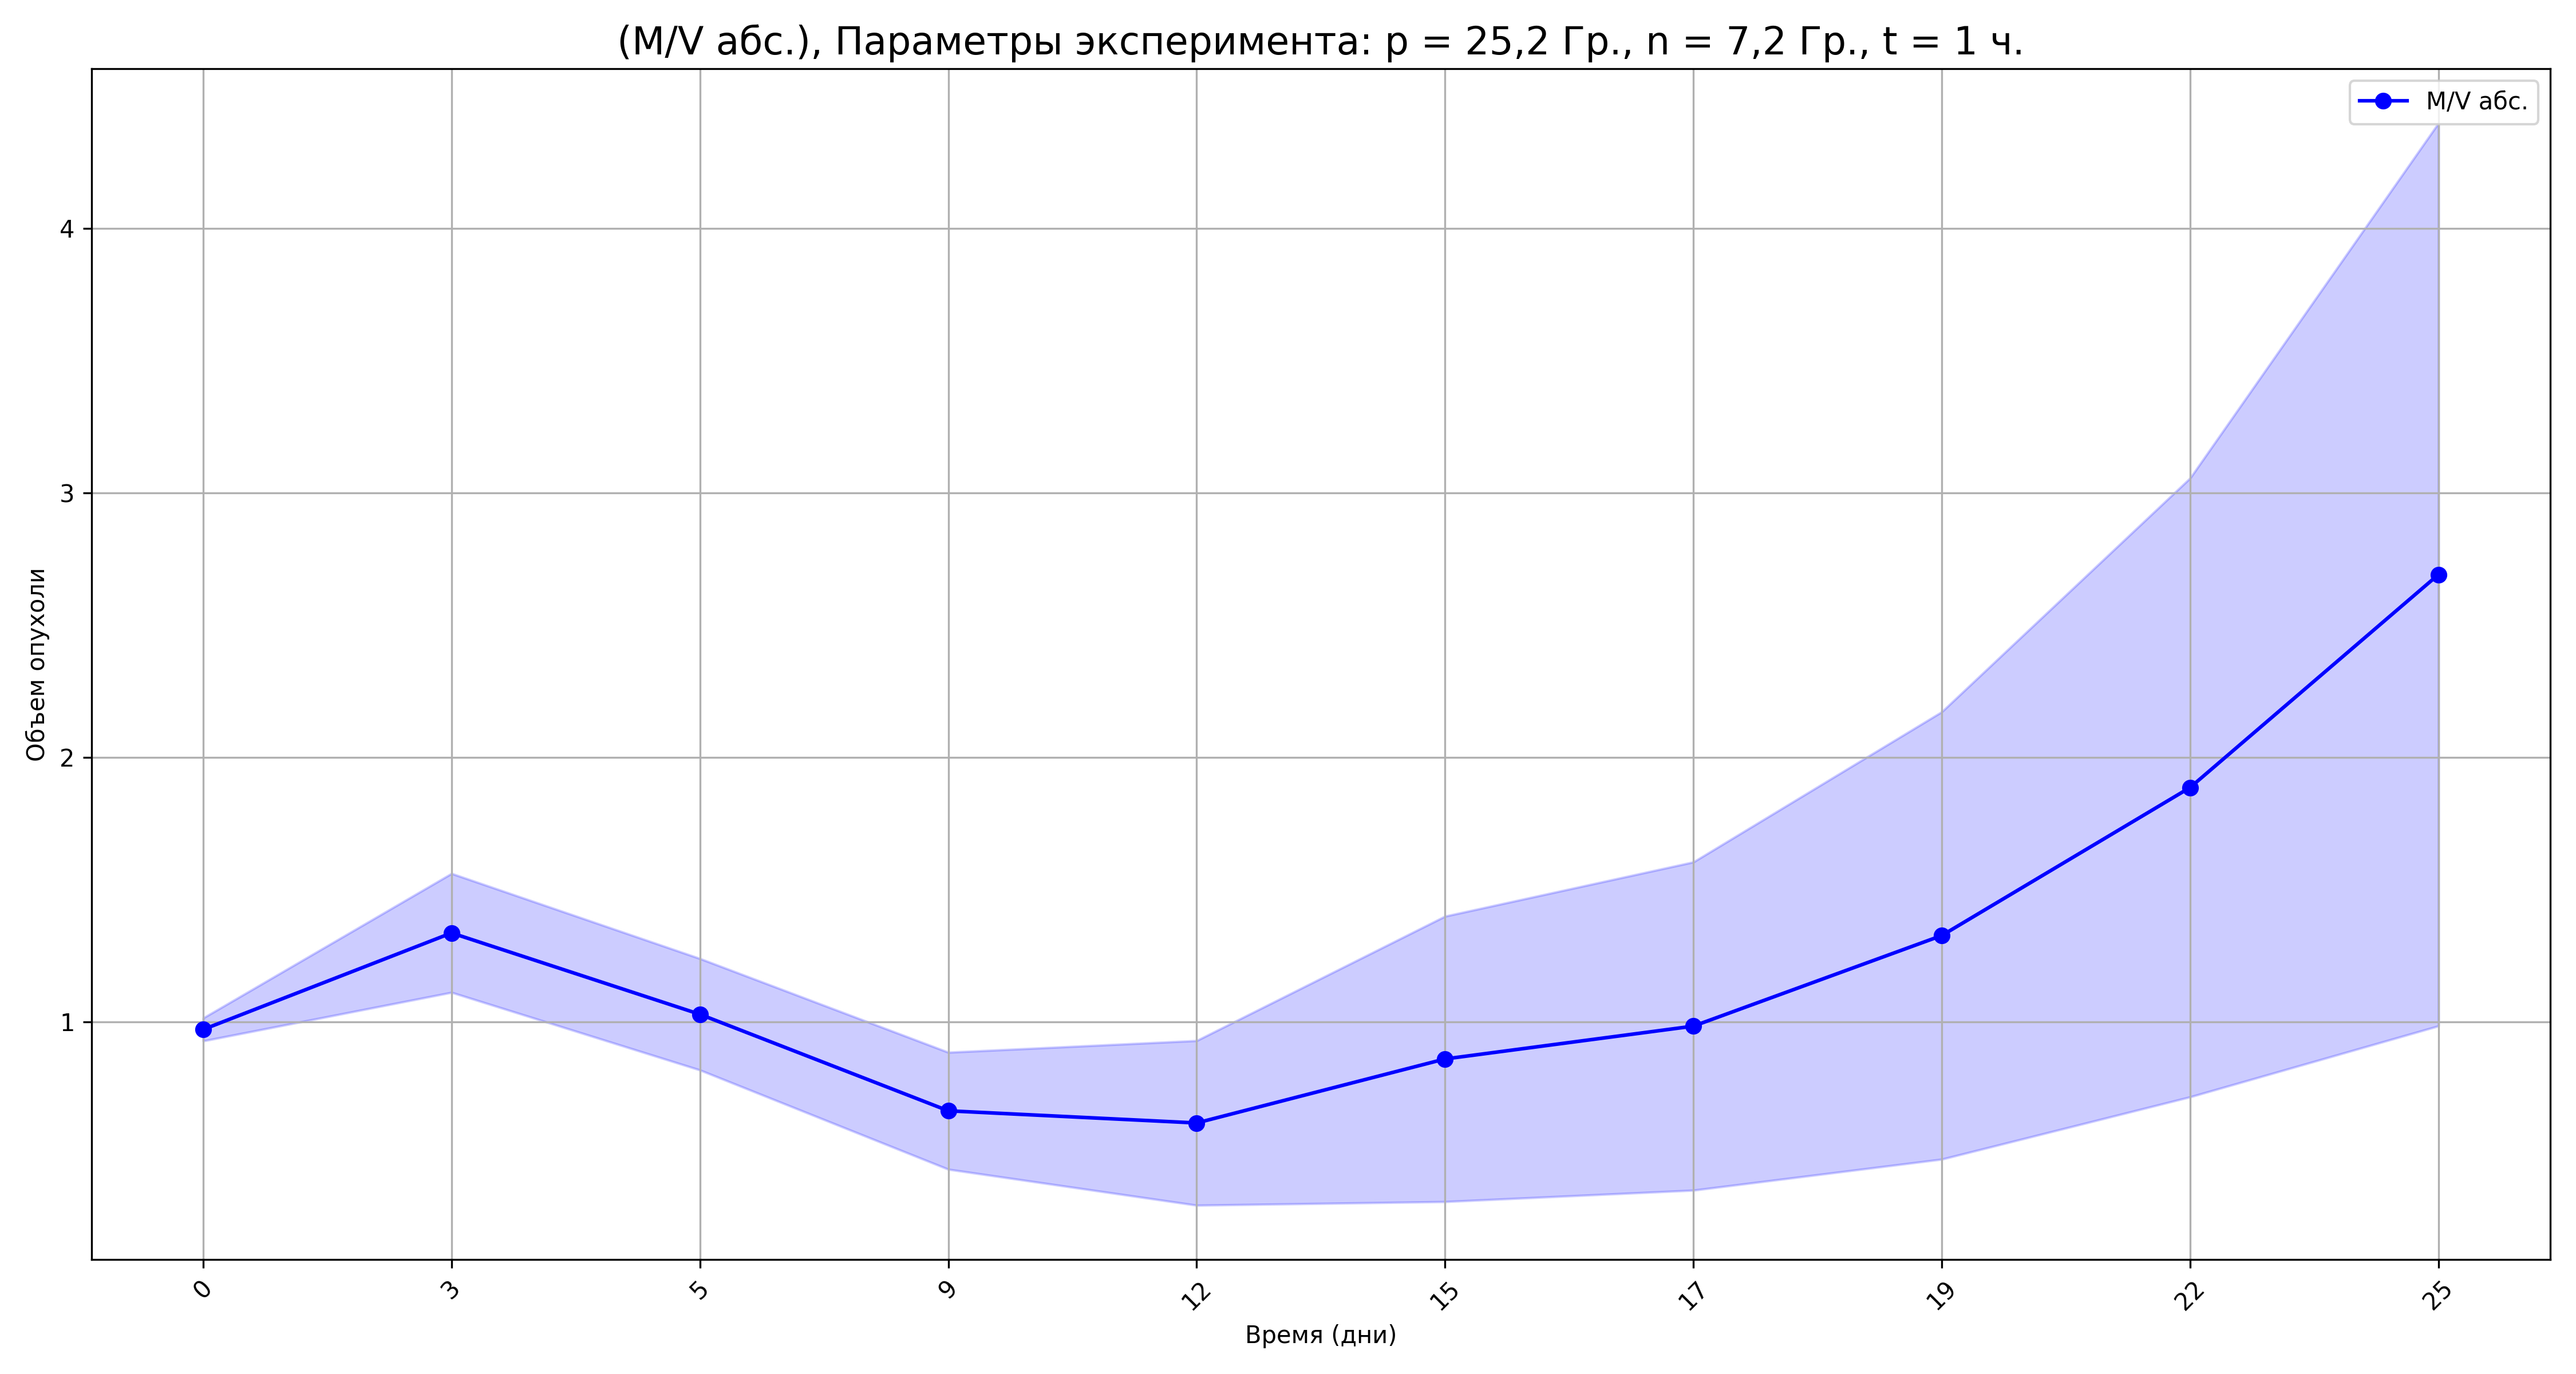 (M/V абс.), Параметры эксперимента: p = 25,2 Гр., n = 7,2 Гр., t = 1 ч.
M/V абс.
4
3
2
1
Объем опухоли
0 3 5 9 12 15 17 19 22 25
Время (дни)